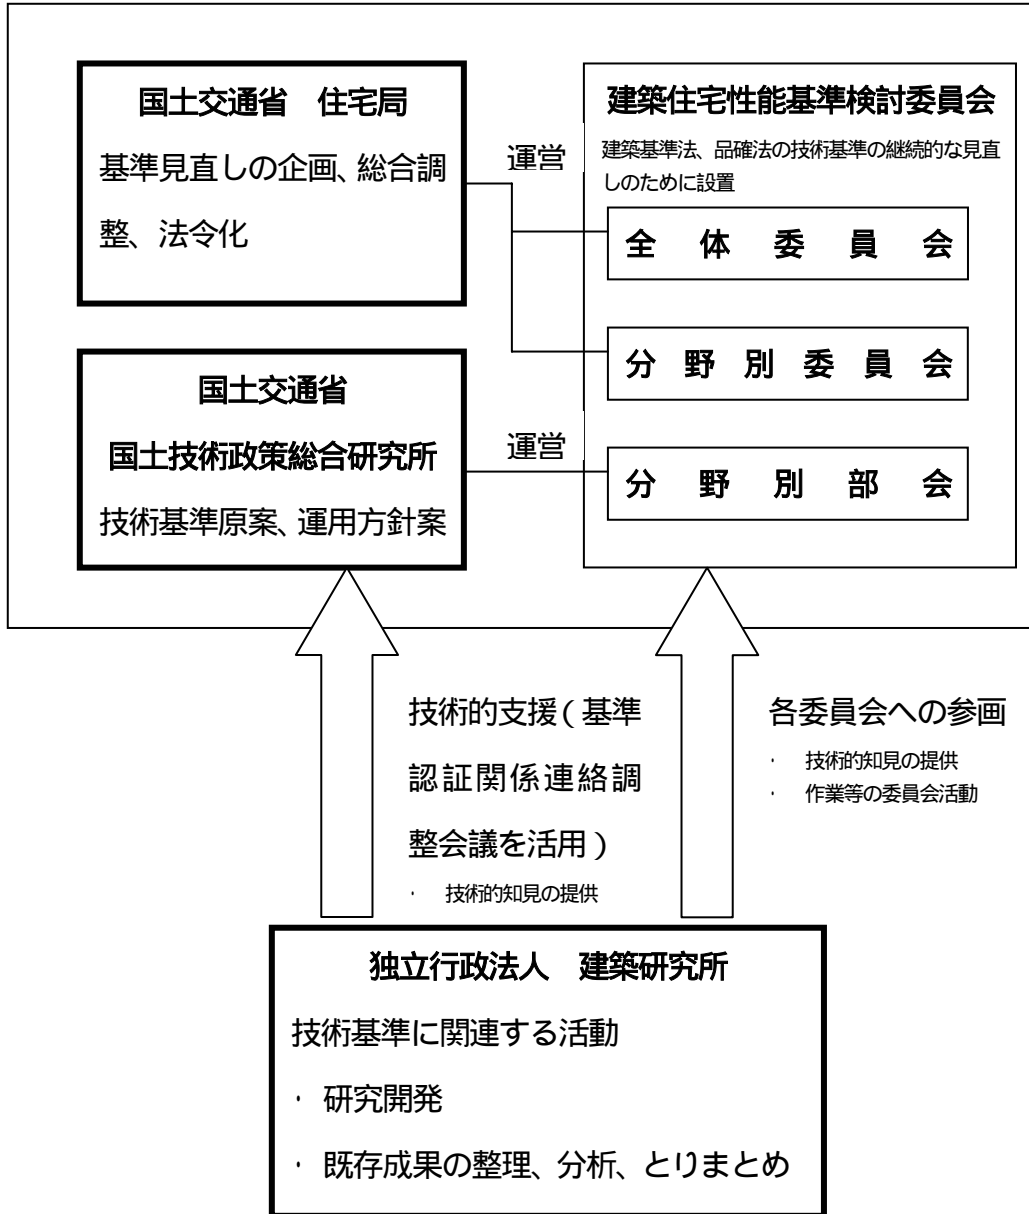 国土交通省　住宅局
基準見直しの企画、総合調
整、法令化
運営
建築住宅性能基準検討委員会
建築基準法、品確法の技術基準の継続的な見直
しのために設置
全体委員会
分野別委員会
分野別部会
国土交通省
国土技術政策総合研究所
技術基準原案、運用方針案
運営
技術的支援(基準
認証関係連絡調
整会議を活用)
・ 技術的知見の提供
各委員会への参画
・ 技術的知見の提供
・ 作業等の委員会活動
独立行政法人　建築研究所
技術基準に関連する活動
・ 研究開発
・ 既存成果の整理、分析、とりまとめ